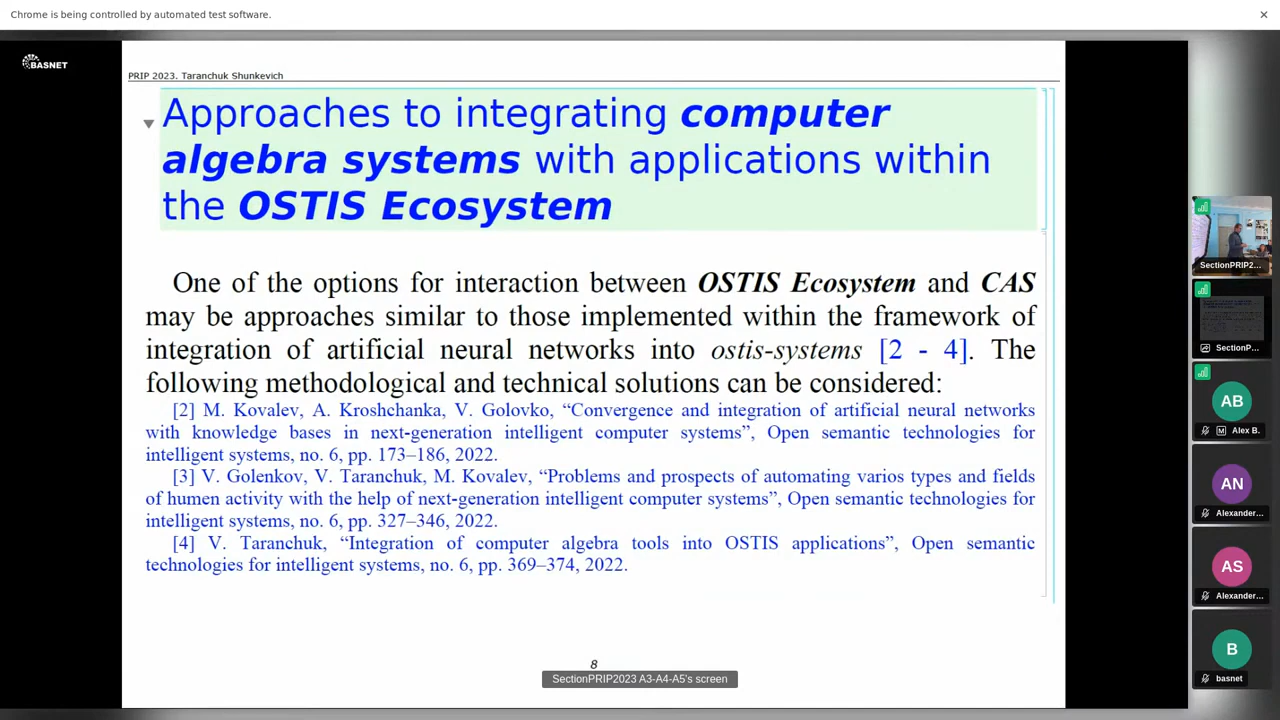 Chrome is being controlled by automated test software.
BASNET
PRIP 2023. Taranchuk Shunkevich
Approaches to integrating computer
algebra systems with applications within
the OSTIS Ecosystem
One of the options for interaction between OSTIS Ecosystem and CAS
may be approaches similar to those implemented within the framework of
integration of artificial neural networks into ostis-systems [2 - 4]. The
following methodological and technical solutions can be considered:
[2] M. Kovalev, A. Kroshchanka, V. Golovko, “Convergence and integration of artificial neural networks
with knowledge bases in next-generation intelligent computer systems”, Open semantic technologies for
intelligent systems, no. 6, pp. 173–186, 2022.
[3] V. Golenkov, V. Taranchuk, M. Kovalev, “Problems and prospects of automating varios types and fields
of human activity with the help of next-generation intelligent computer systems”, Open semantic technologies for
intelligent systems, no. 6, pp. 327–346, 2022.
[4] V. Taranchuk, “Integration of computer algebra tools into OSTIS applications”, Open semantic
technologies for intelligent systems, no. 6, pp. 369–374, 2022.
8
SectionPRIP2023 A3-A4-A5's screen
SectionPRIP2...
SectionP...
AB
M Alex B.
AN
Alexander...
AS
Alexander...
B
basnet